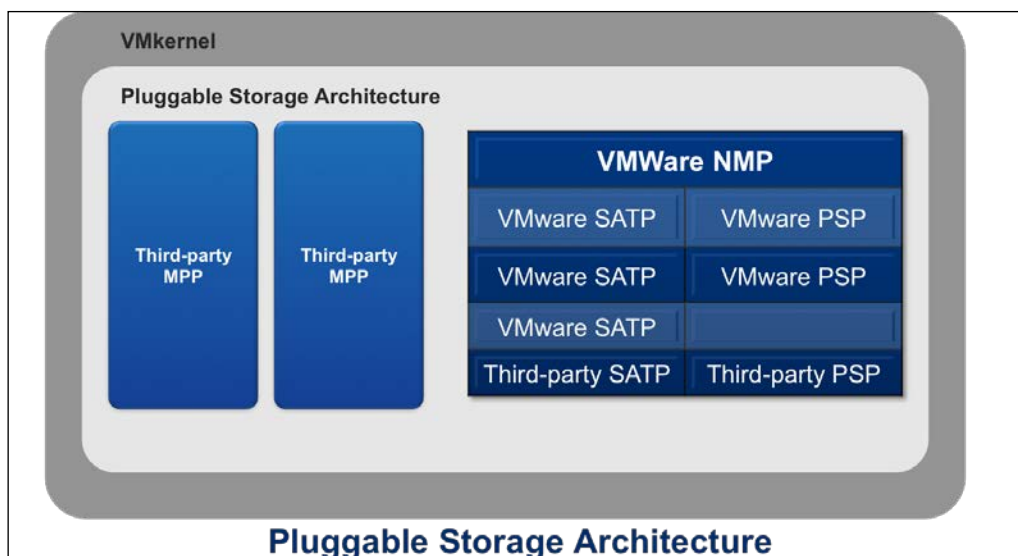 VMkernel
Pluggable Storage Architecture
Third-party
MPP
Third-party
MPP
VMWare NMP
VMware SATP
VMware PSP
VMware SATP
VMware PSP
VMware SATP
Third-party SATP
Third-party PSP
Pluggable Storage Architecture